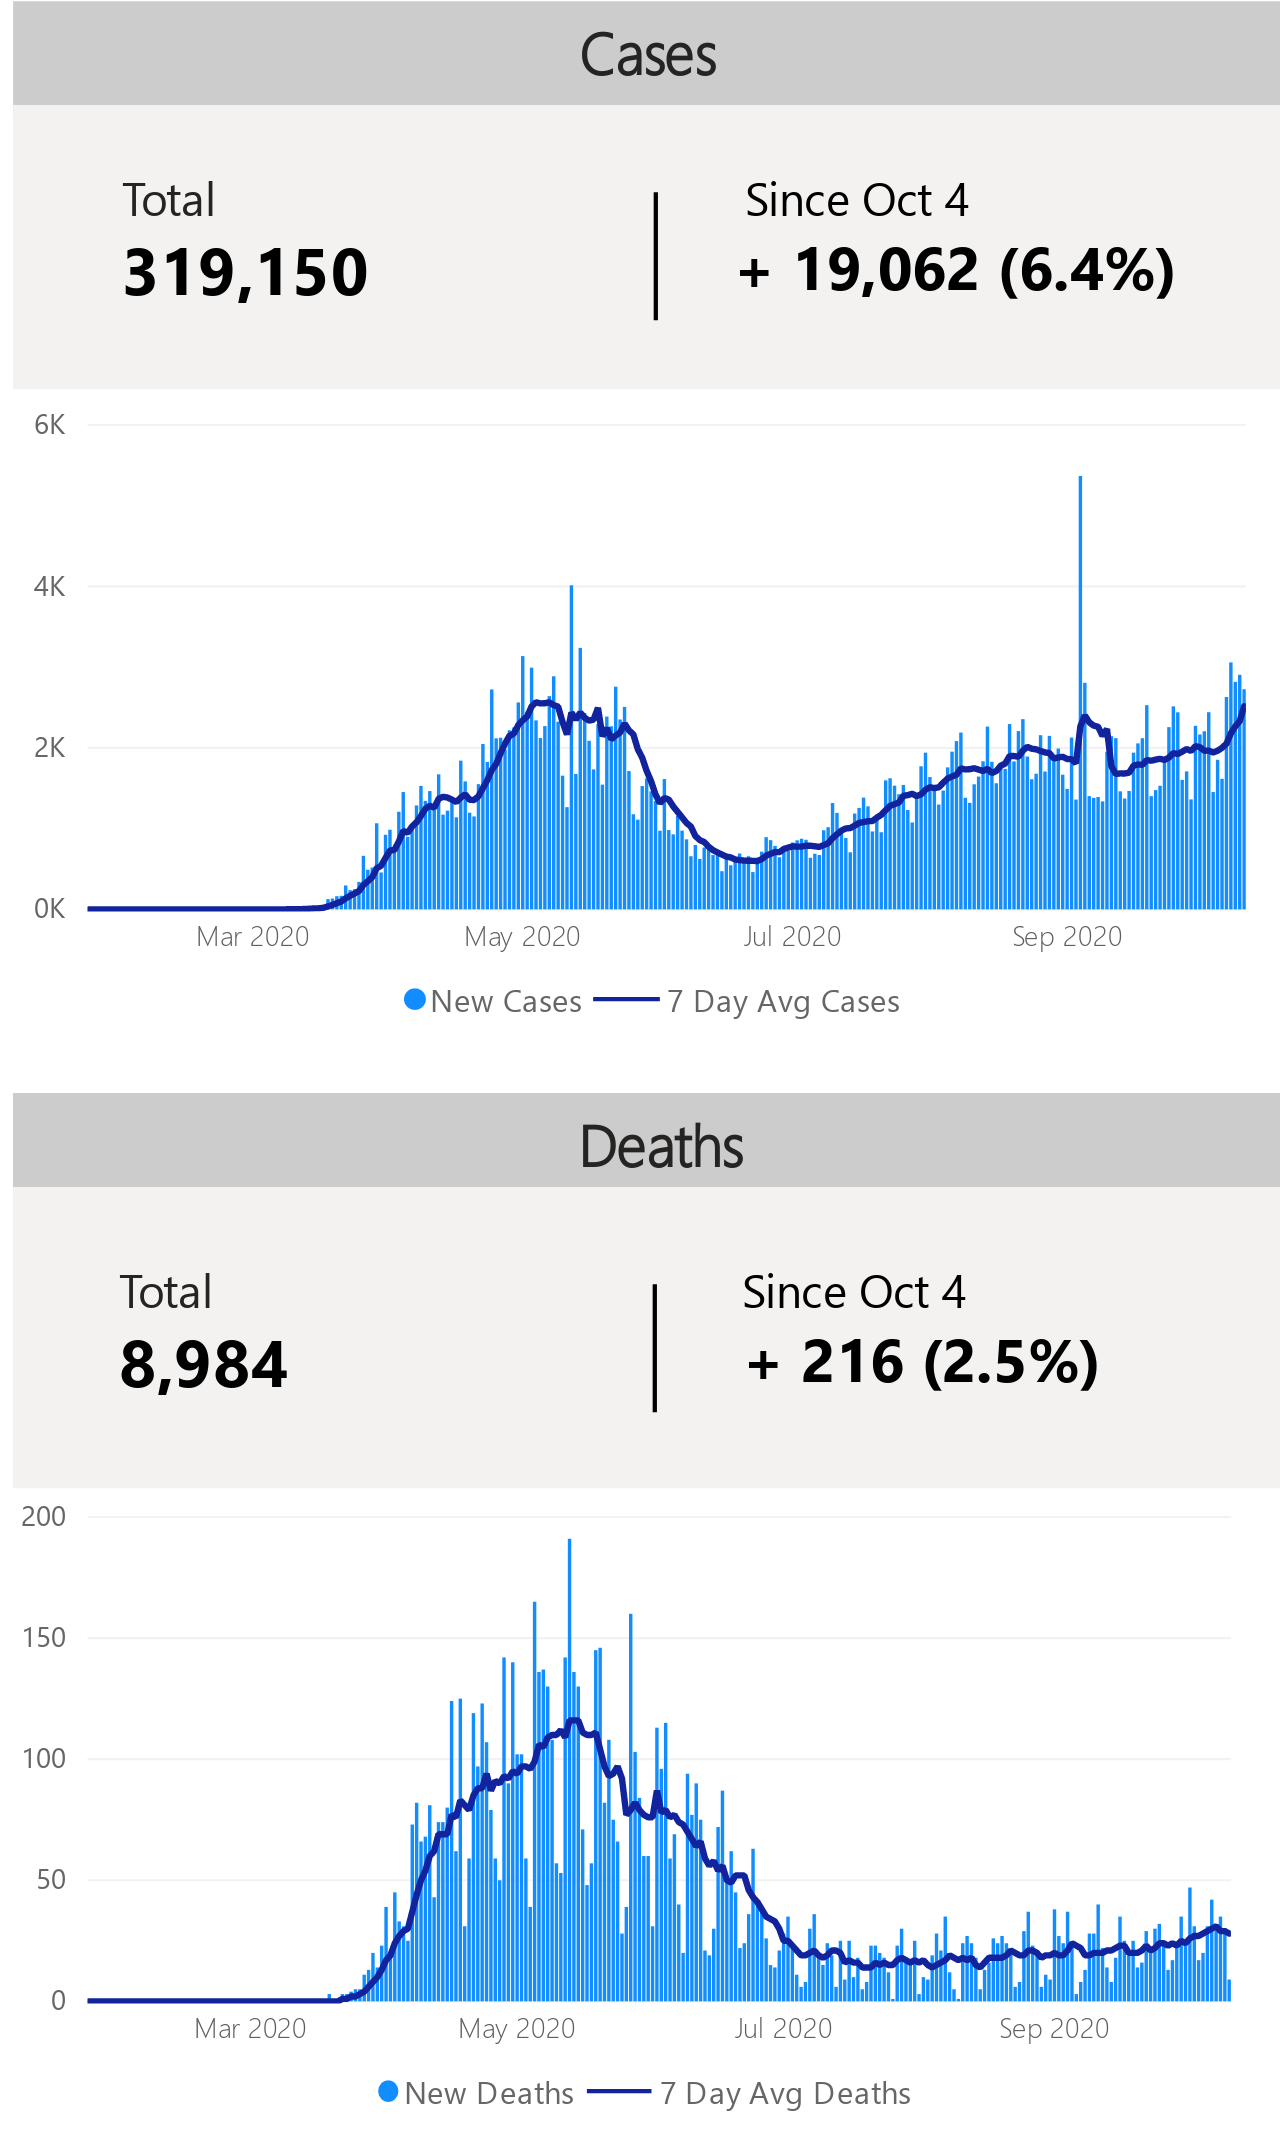 Cases
Total
Since Oct 4
319,150
+ 19,062 (6.4%)
6K
4K
2K
0K
Mar 2020
May 2020
Jul 2020
Sep 2020
New Cases
7 Day Avg Cases
Deaths
Total
Since Oct 4
8,984
+ 216 (2.5%)
200
150
100
50
0
Mar 2020
May 2020
Jul 2020
Sep 2020
New Deaths
7 Day Avg Deaths